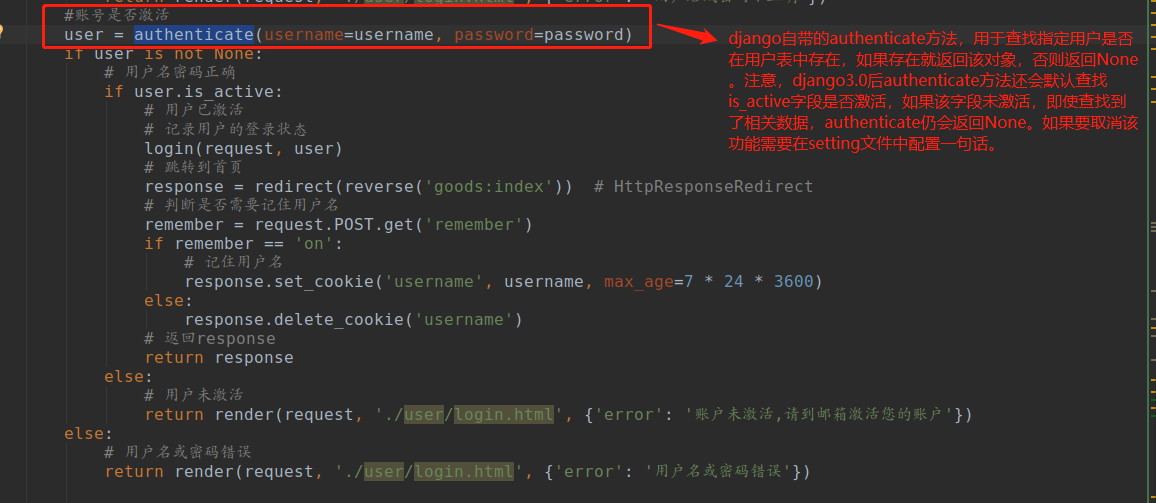 #账号是否激活
user = authenticate(username=username, password=password)
django自带的authenticate方法，用于查找指定用户是否
在用户表中存在，如果存在就返回该对象，否则返回None
。注意，django3.0后authenticate方法还会默认查找
is_active字段是否激活，如果该字段未激活，即使查找到
了相关数据，authenticate仍会返回None。如果要取消该
功能需要在setting文件中配置一句话。
if user is not None:
# 用户名密码正确
if user.is_active:
# 用户已激活
# 记录用户的登录状态
login(request, user)
# 跳转到首页
response = redirect(reverse('goods:index'))  # HttpResponseRedirect
# 判断是否需要记住用户名
remember = request.POST.get('remember')
if remember == 'on':
# 记住用户名
response.set_cookie('username', username, max_age=7 * 24 * 3600)
else:
response.delete_cookie('username')
# 返回response
return response
else:
# 用户未激活
return render(request, './user/login.html', {'error': '账户未激活,请到邮箱激活您的账户'})
else:
# 用户名或密码错误
return render(request, './user/login.html', {'error': '用户名或密码错误'})